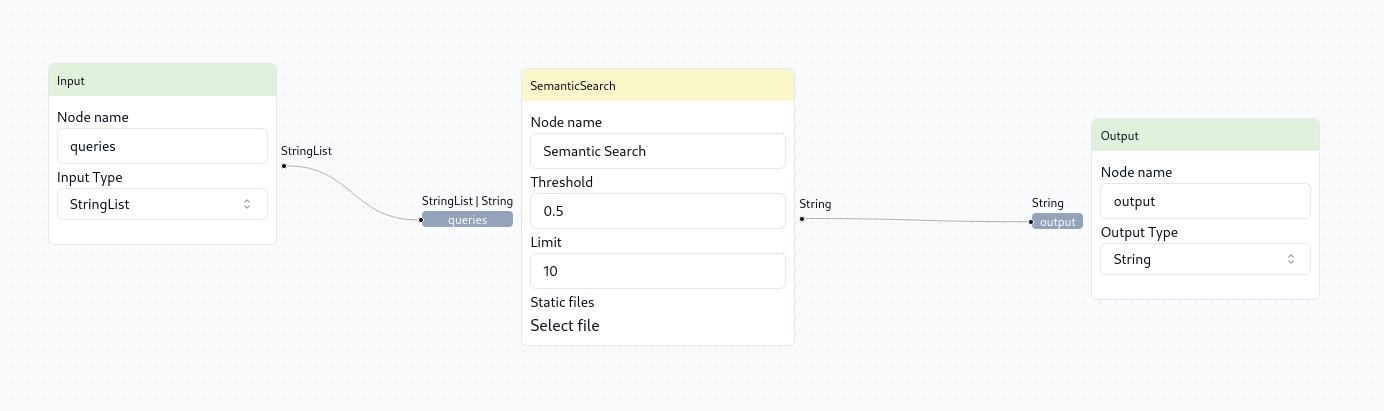 Input
Node name
queries
Input Type
StringList
StringList
StringList | String
queries
SemanticSearch
Node name
Semantic Search
Threshold
0.5
Limit
10
Static files
Select file
String
String
output
Output
Node name
output
Output Type
String